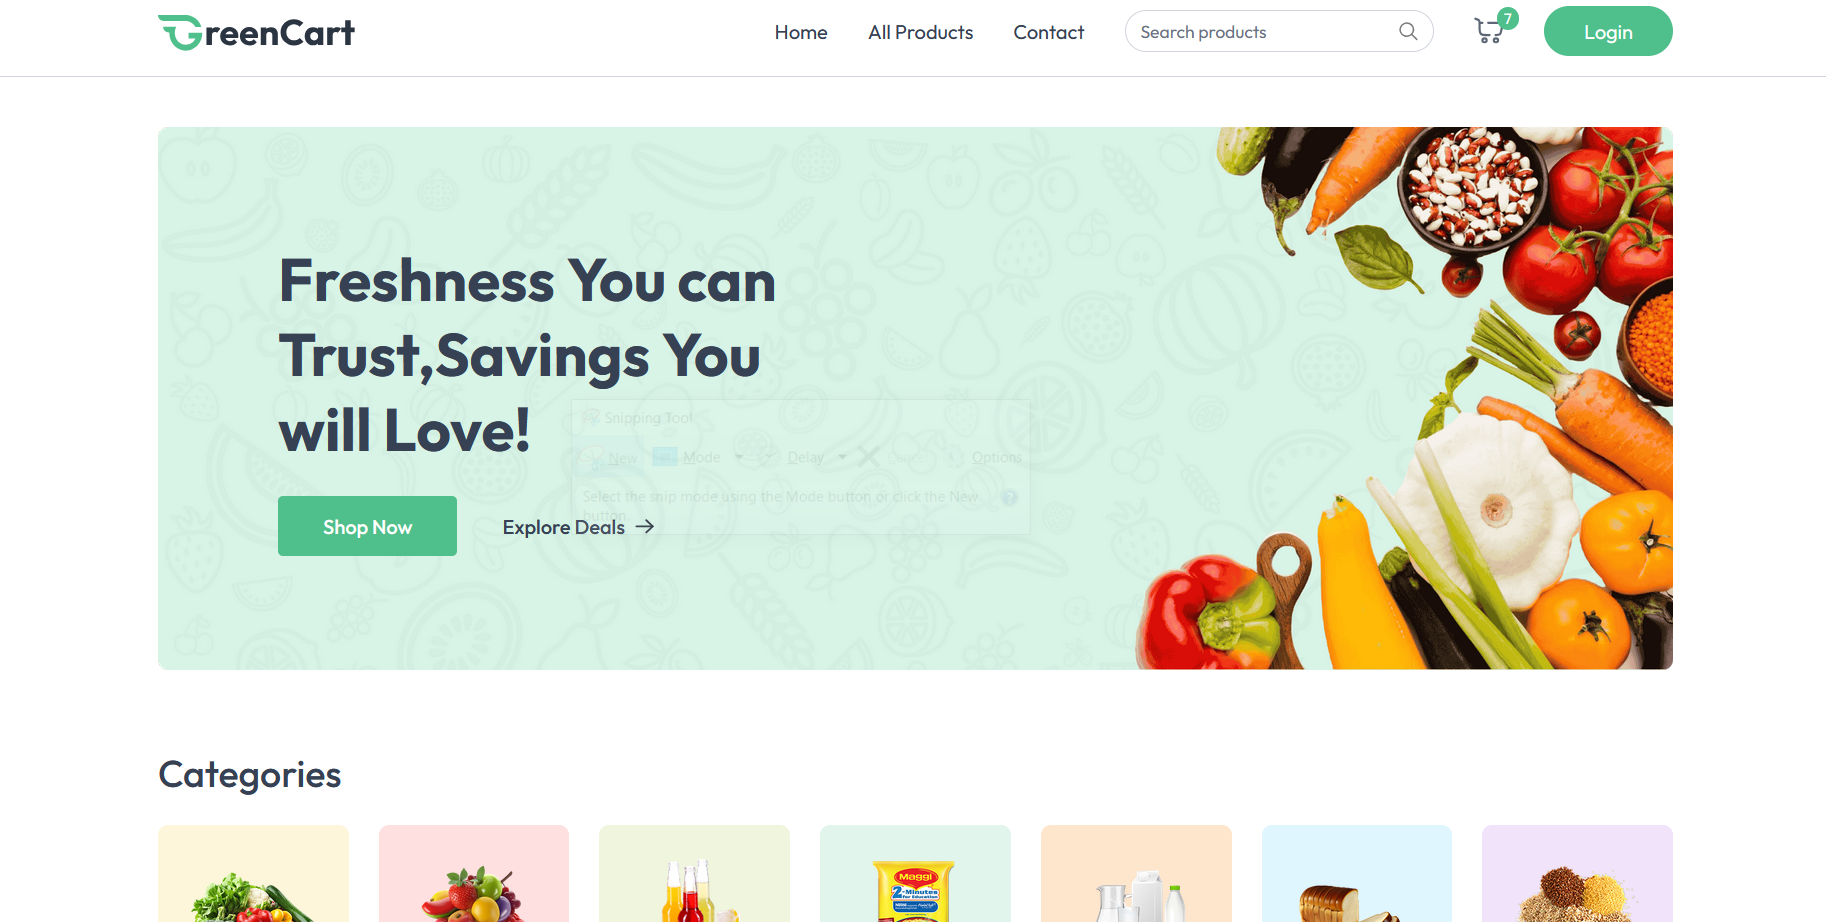 GreenCart
Home All Products Contact Search products 7 Login
Freshness You can
Trust,Savings You
will Love!
Snipping Tool
New Mode Delay Cancel Options
Select the snip mode using the Mode button or click the New
button.
Shop Now Explore Deals
Categories
Maggi
2-Minutes